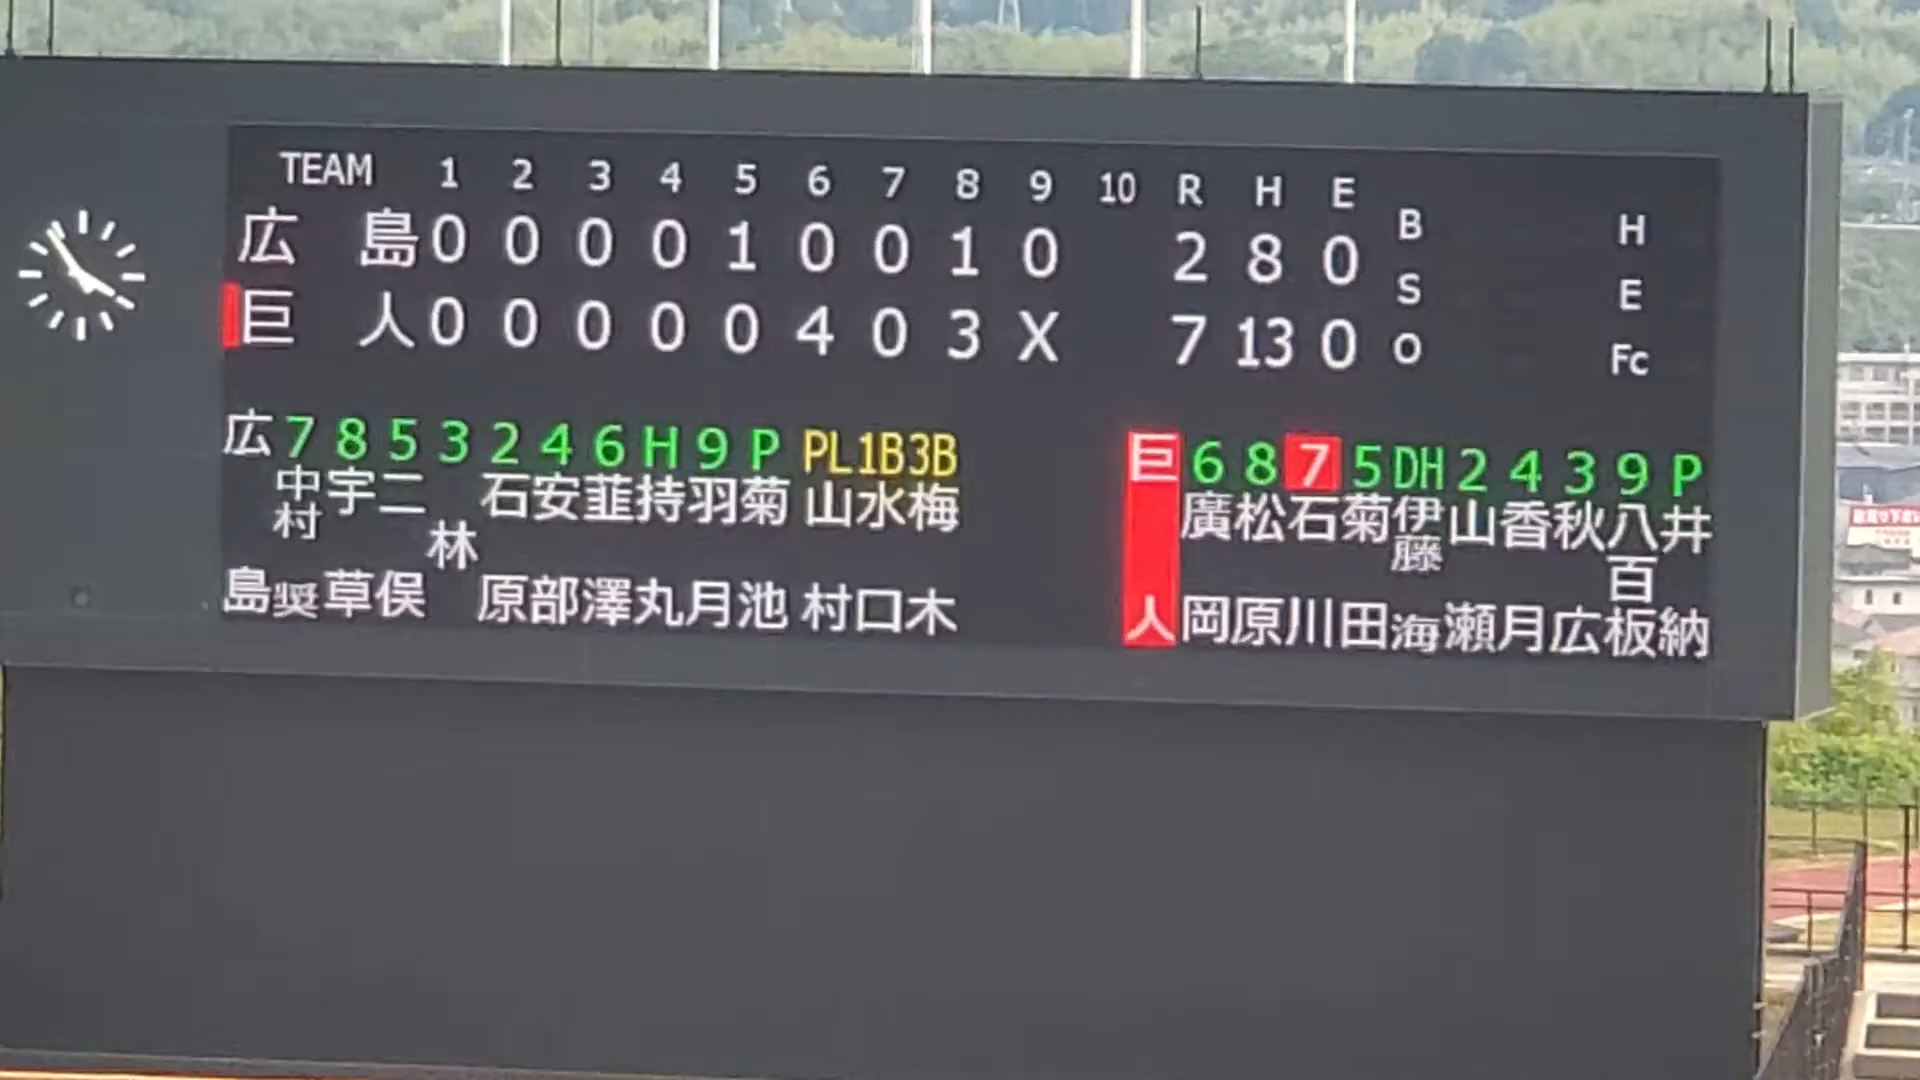 TEAM 1 2 3 4 5 6 7 8 9 10 R H E
広島 0 0 0 0 1 0 0 1 0 2 8 0
巨人 0 0 0 0 0 4 0 3 X 7 13 0
B
S
O
H
E
Fc
広島
7 中村奨
8 宇草
5 二俣
3 林
2 石原
4 安部
6 韮澤
H 持丸
9 羽月
P 菊池
PL 山村
1B 水口
3B 梅木
巨人
6 廣岡
8 松原
7 石川
5 菊田
DH 伊藤海
2 山瀬
4 香月
3 秋広
9 八百板
P 井納